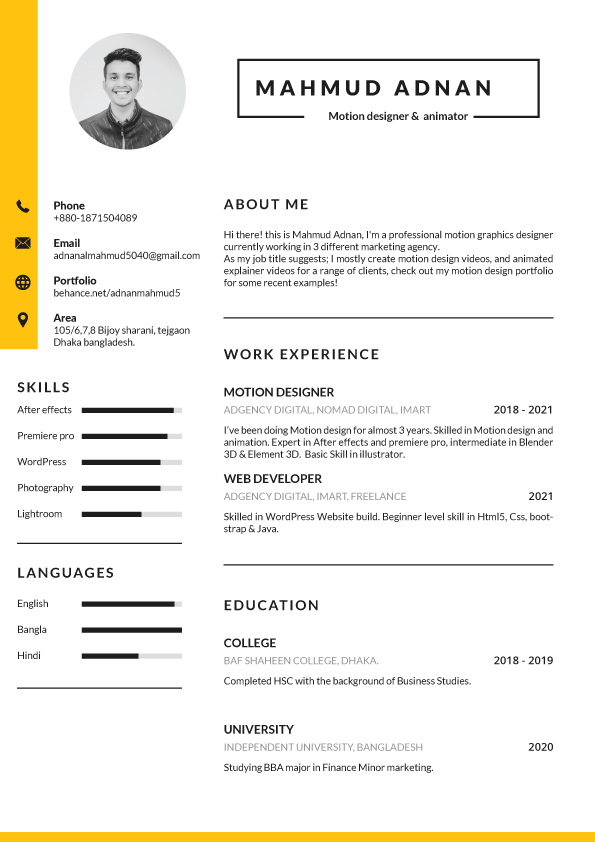 MAHMUD ADNAN
Motion designer & animator
Phone
+880-1871504089
Email
adnanalmahmud5040@gmail.com
Portfolio
behance.net/adnanmahmud5
Area
105/6,7,8 Bijoy sharani, tejgaon
Dhaka bangladesh.
SKILLS
After effects
Premiere pro
WordPress
Photography
Lightroom
LANGUAGES
English
Bangla
Hindi
ABOUT ME
Hi there! this is Mahmud Adnan, I'm a professional motion graphics designer
currently working in 3 different marketing agency.
As my job title suggests; I mostly create motion design videos, and animated
explainer videos for a range of clients, check out my motion design portfolio
for some recent examples!
WORK EXPERIENCE
MOTION DESIGNER
ADGENCY DIGITAL, NOMAD DIGITAL, IMART 2018 - 2021
I've been doing Motion design for almost 3 years. Skilled in Motion design and
animation. Expert in After effects and premiere pro, intermediate in Blender
3D & Element 3D. Basic Skill in illustrator.
WEB DEVELOPER
ADGENCY DIGITAL, IMART, FREELANCE 2021
Skilled in WordPress Website build. Beginner level skill in Html5, Css, boot-
strap & Java.
EDUCATION
COLLEGE
BAF SHAHEEN COLLEGE, DHAKA. 2018 - 2019
Completed HSC with the background of Business Studies.
UNIVERSITY
INDEPENDENT UNIVERSITY, BANGLADESH 2020
Studying BBA major in Finance Minor marketing.